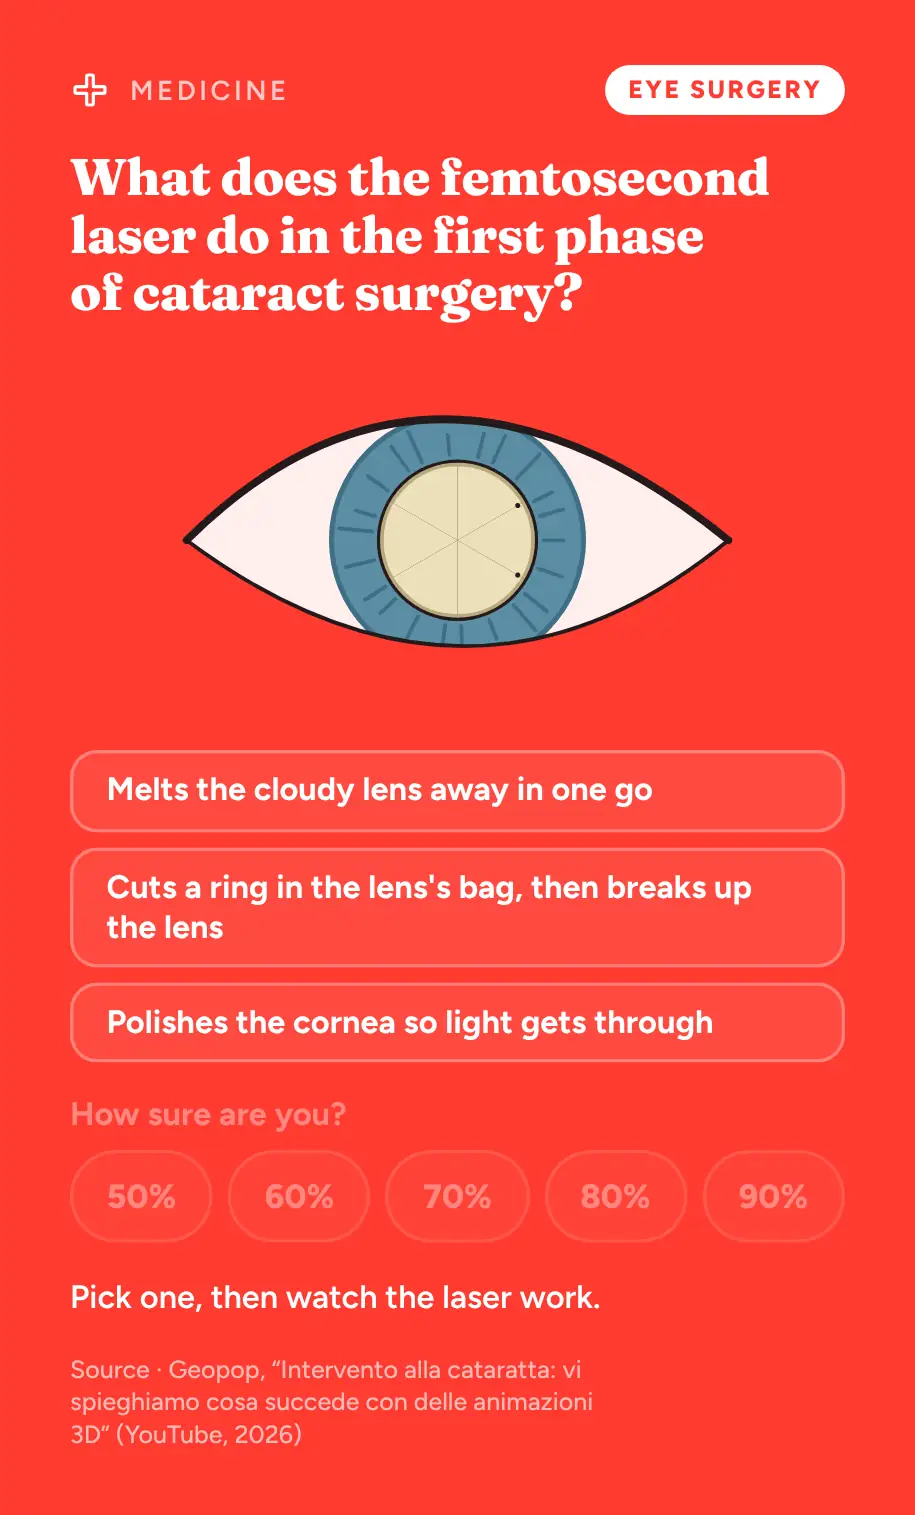 MEDICINE
EYE SURGERY
What does the femtosecond
laser do in the first phase
of cataract surgery?
Melts the cloudy lens away in one go
Cuts a ring in the lens's bag, then breaks up
the lens
Polishes the cornea so light gets through
How sure are you?
50% 60% 70% 80% 90%
Pick one, then watch the laser work.
Source · Geopop, “Intervento alla cataratta: vi
spieghiamo cosa succede con delle animazioni
3D” (YouTube, 2026)